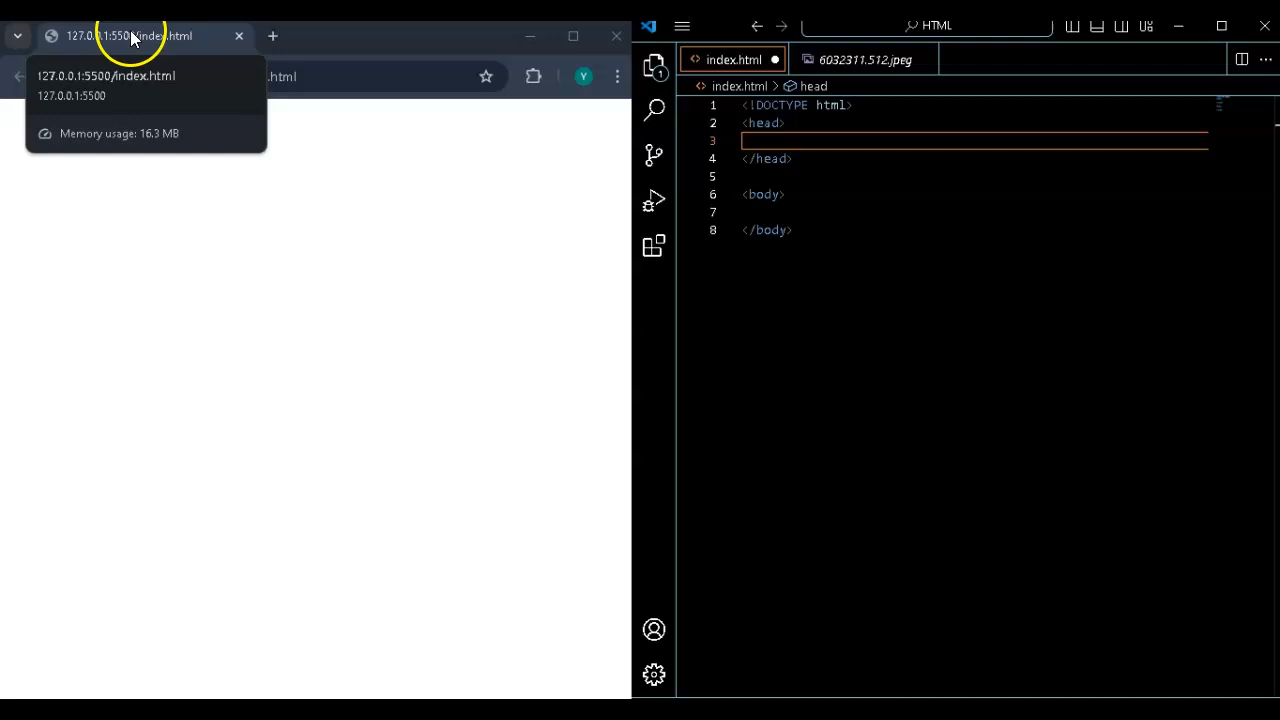 127.0.0.1:5500/index.html
127.0.0.1:5500/index.html
127.0.0.1:5500
Memory usage: 16.3 MB
.html
Y
HTML
index.html
6032311.512.jpeg
index.html > head
1 <!DOCTYPE html>
2 <head>
3
4 </head>
5
6 <body>
7
8 </body>
1